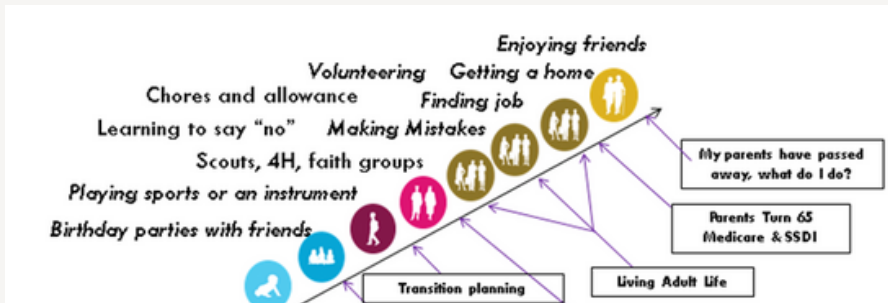 Enjoying friends
Volunteering Getting a home
Chores and allowance Finding job
Learning to say “no” Making Mistakes
Scouts, 4H, faith groups
Playing sports or an instrument
Birthday parties with friends
My parents have passed
away, what do I do?
Parents Turn 65
Medicare & SSDI
Living Adult Life
Transition planning